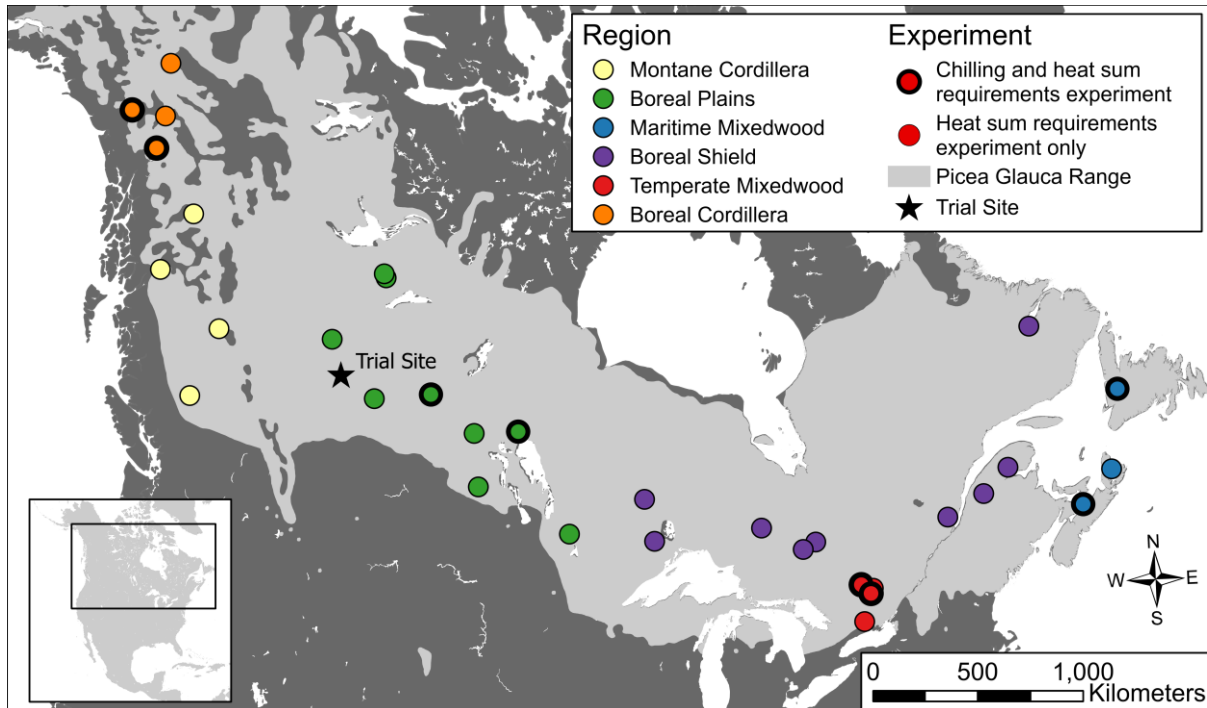 Region
Montane Cordillera
Boreal Plains
Maritime Mixedwood
Boreal Shield
Temperate Mixedwood
Boreal Cordillera
Experiment
Chilling and heat sum
requirements experiment
Heat sum requirements
experiment only
Picea Glauca Range
Trial Site
Trial Site
N
W E
S
0 500 1,000
Kilometers